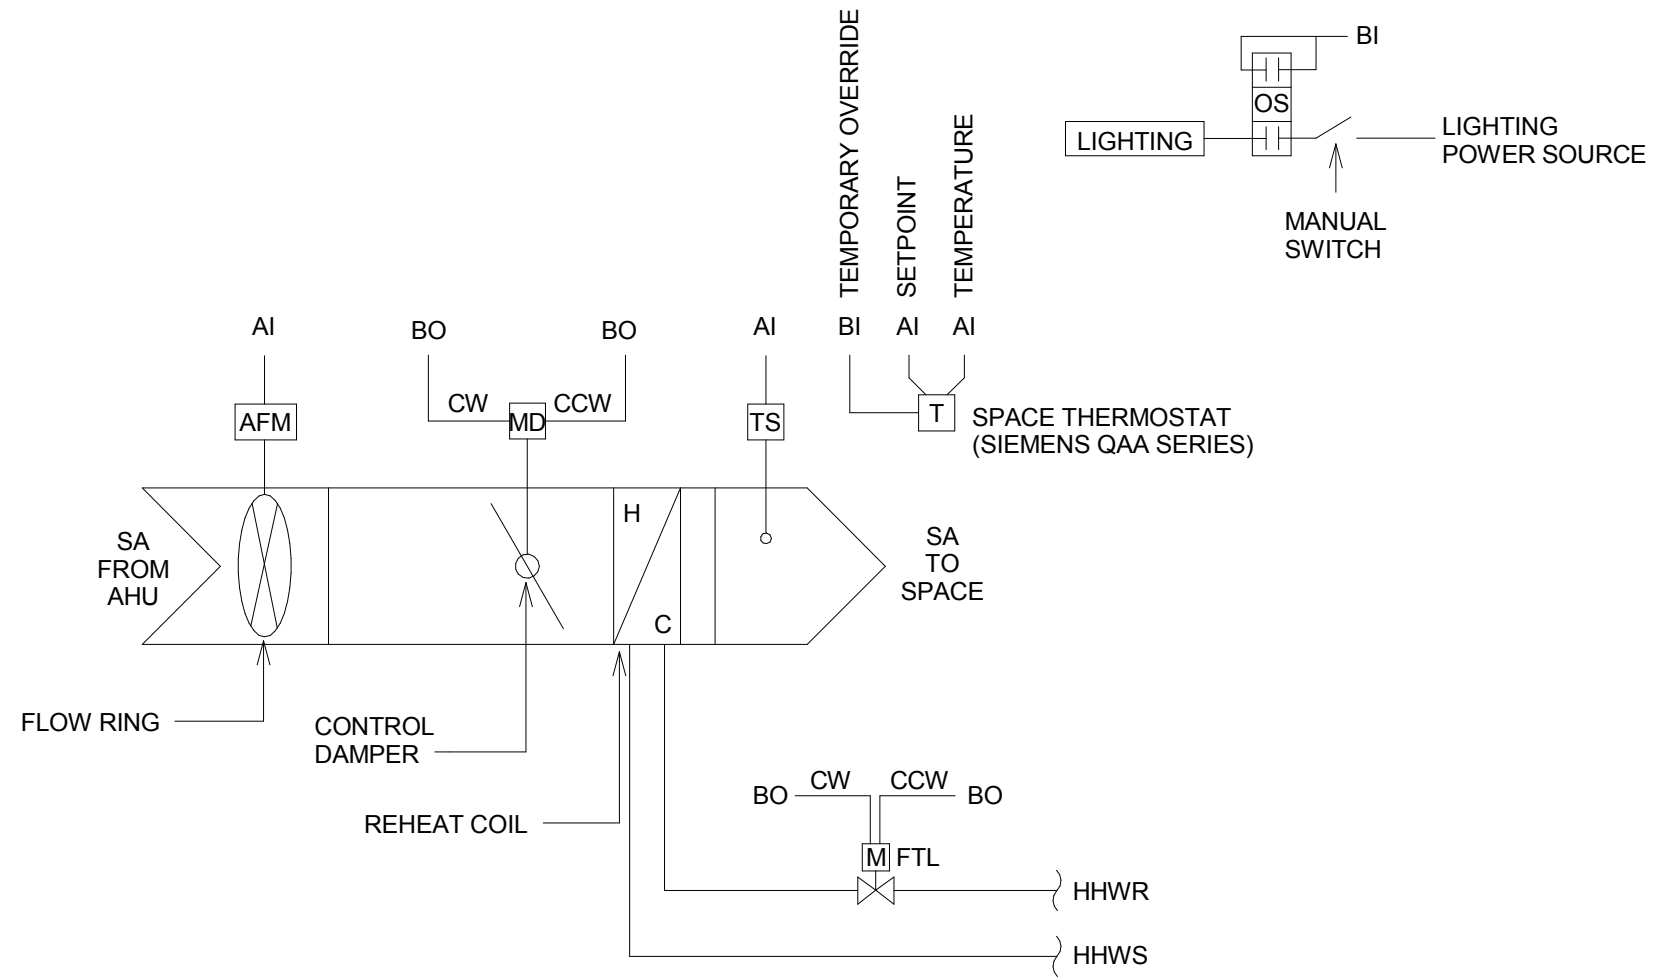 BI
OS
LIGHTING
LIGHTING
POWER SOURCE
MANUAL
SWITCH
TEMPORARY OVERRIDE
SETPOINT
TEMPERATURE
AI
BO
BO
AI
BI
AI
AI
CW
CCW
AFM
MD
TS
T
SPACE THERMOSTAT
(SIEMENS QAA SERIES)
H
C
SA
FROM
AHU
SA
TO
SPACE
FLOW RING
CONTROL
DAMPER
REHEAT COIL
BO
CW
CCW
BO
M
FTL
HHWR
HHWS